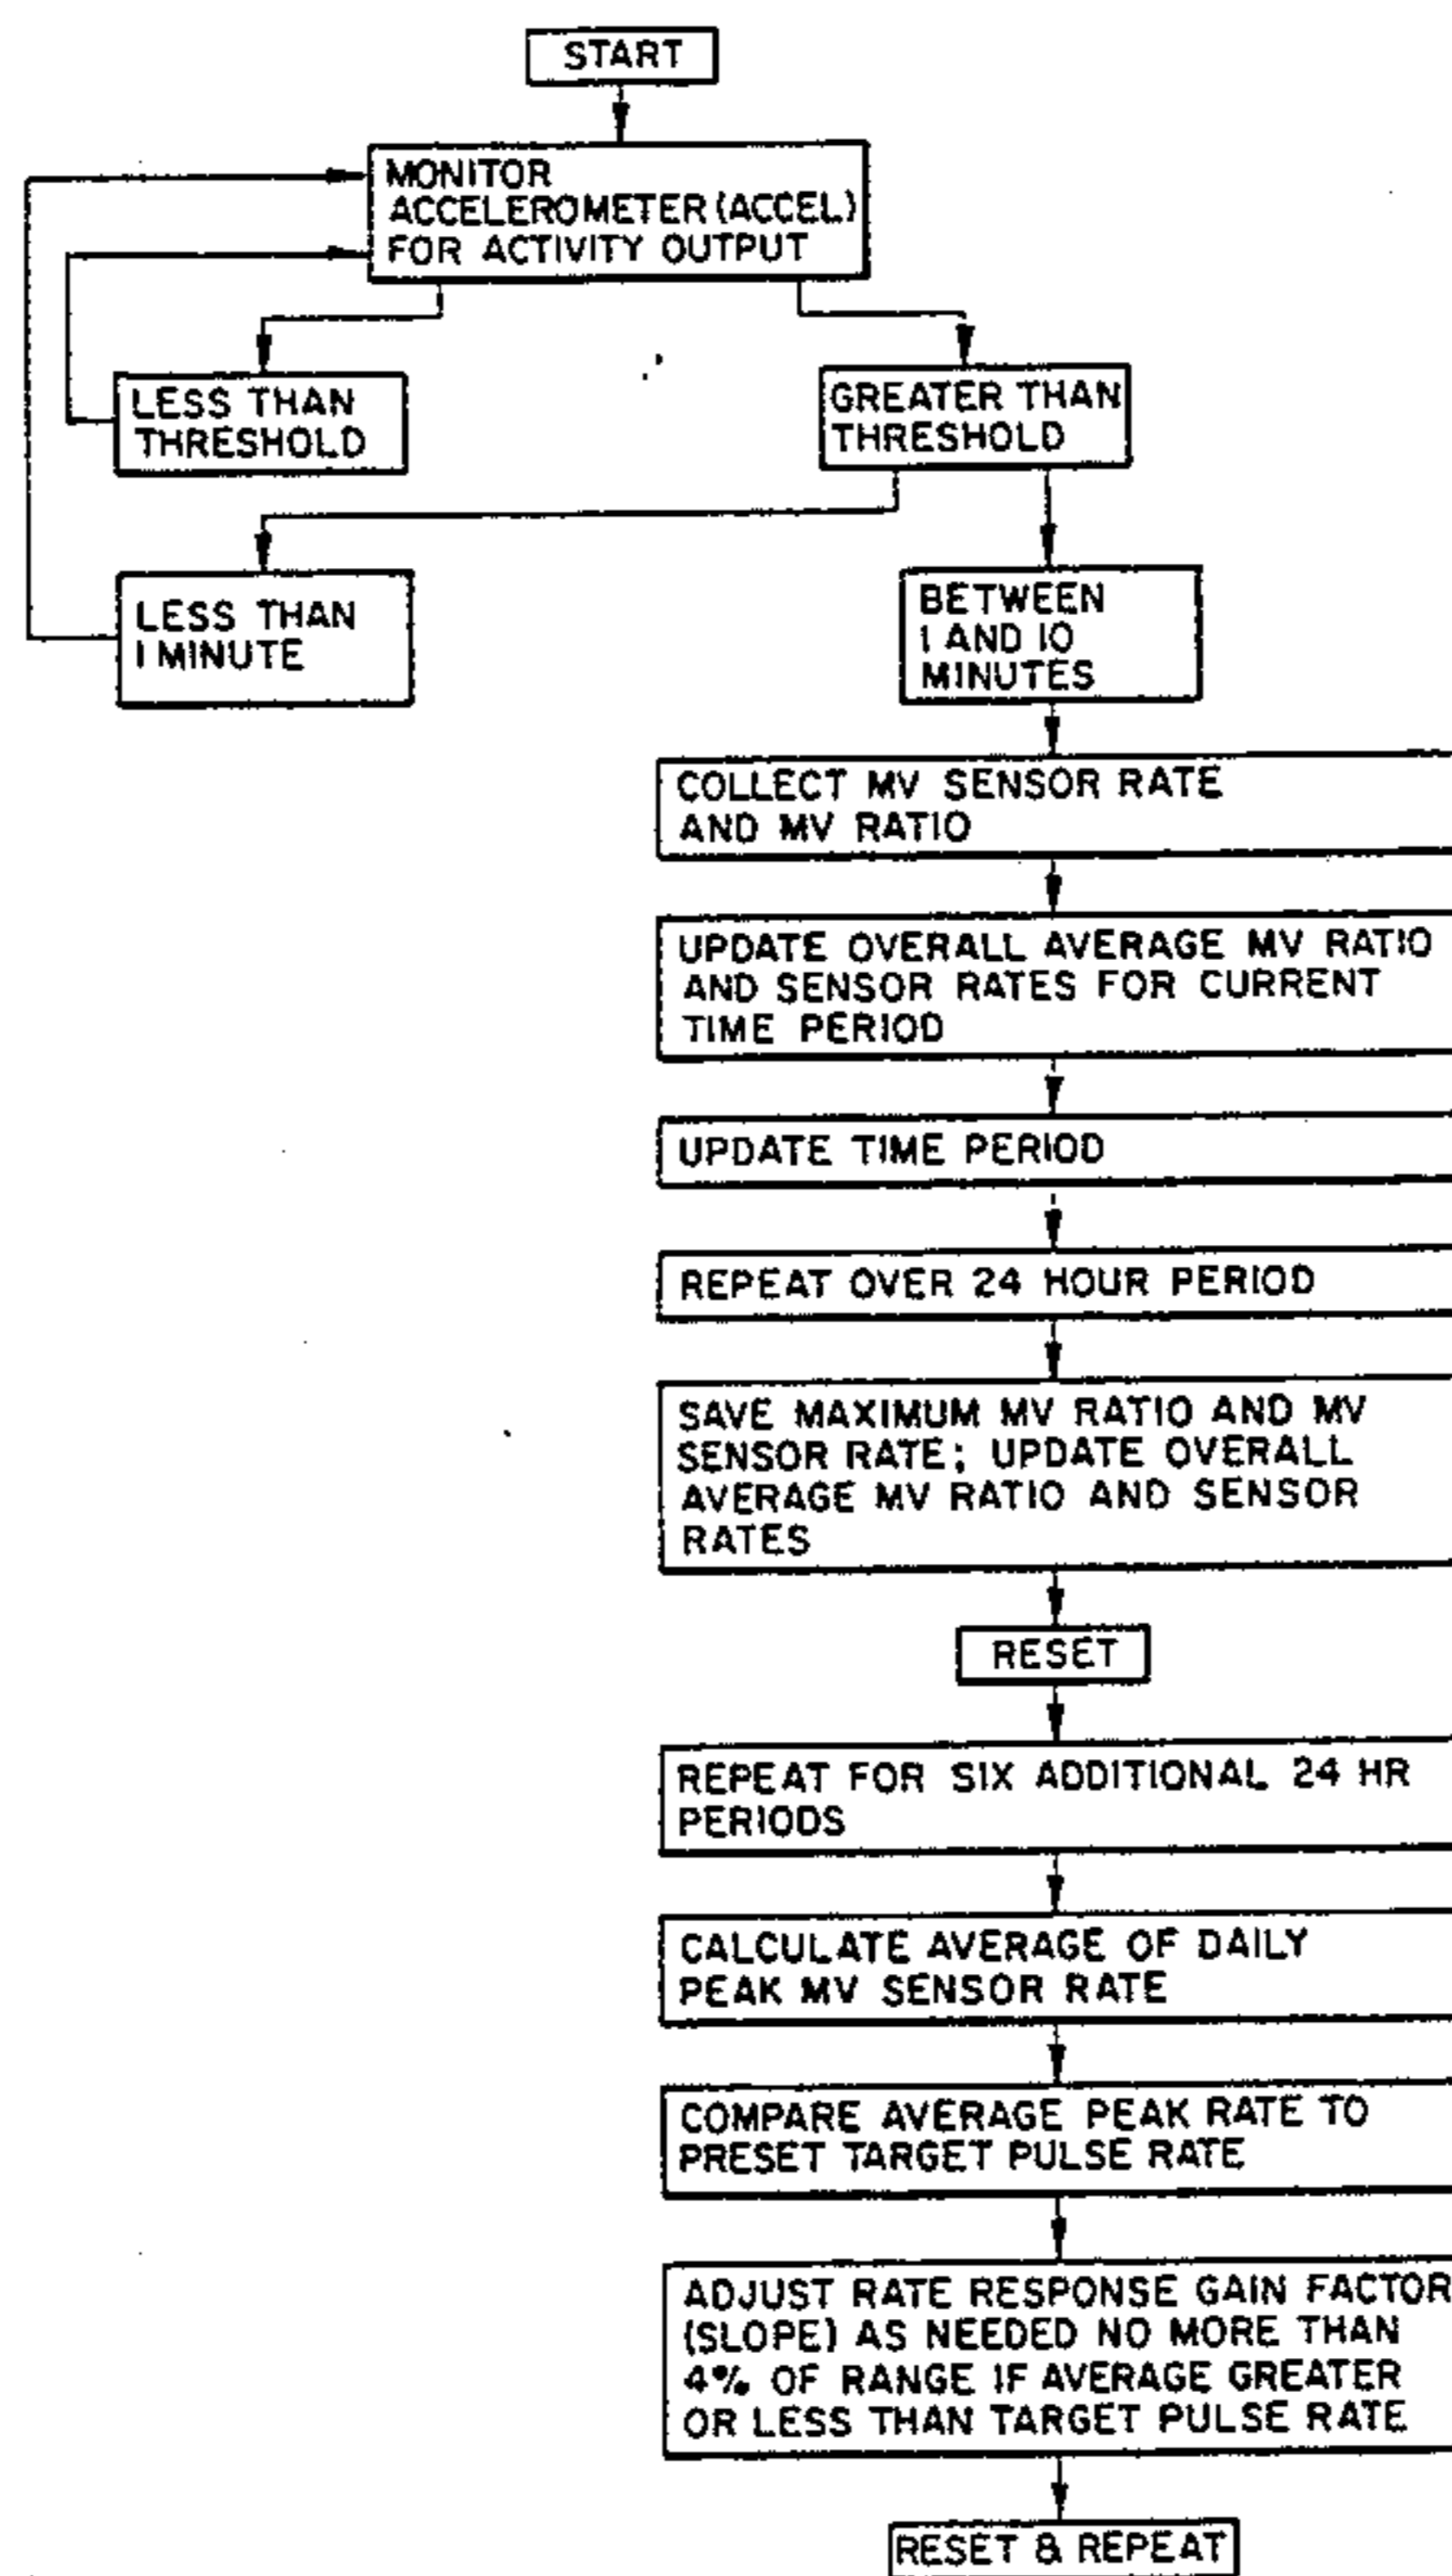 START
MONITOR
ACCELEROMETER (ACCEL)
FOR ACTIVITY OUTPUT
LESS THAN
THRESHOLD
GREATER THAN
THRESHOLD
LESS THAN
1 MINUTE
BETWEEN
1 AND 10
MINUTES
COLLECT MV SENSOR RATE
AND MV RATIO
UPDATE OVERALL AVERAGE MV RATIO
AND SENSOR RATES FOR CURRENT
TIME PERIOD
UPDATE TIME PERIOD
REPEAT OVER 24 HOUR PERIOD
SAVE MAXIMUM MV RATIO AND MV
SENSOR RATE; UPDATE OVERALL
AVERAGE MV RATIO AND SENSOR
RATES
RESET
REPEAT FOR SIX ADDITIONAL 24 HR
PERIODS
CALCULATE AVERAGE OF DAILY
PEAK MV SENSOR RATE
COMPARE AVERAGE PEAK RATE TO
PRESET TARGET PULSE RATE
ADJUST RATE RESPONSE GAIN FACTOR
(SLOPE) AS NEEDED NO MORE THAN
4% OF RANGE IF AVERAGE GREATER
OR LESS THAN TARGET PULSE RATE
RESET & REPEAT